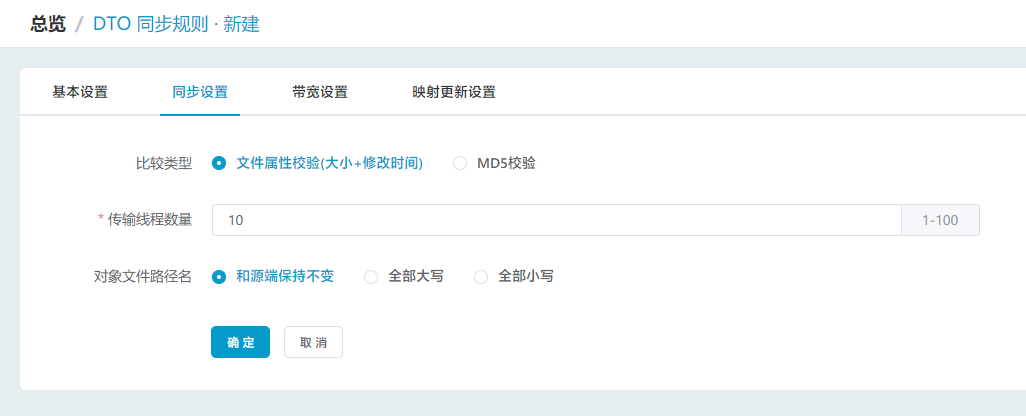 总览 / DTO 同步规则 · 新建
基本设置 同步设置 带宽设置 映射更新设置
比较类型 文件属性校验(大小+修改时间) MD5校验
* 传输线程数量 10 1-100
对象文件路径名 和源端保持不变 全部大写 全部小写
确 定 取 消